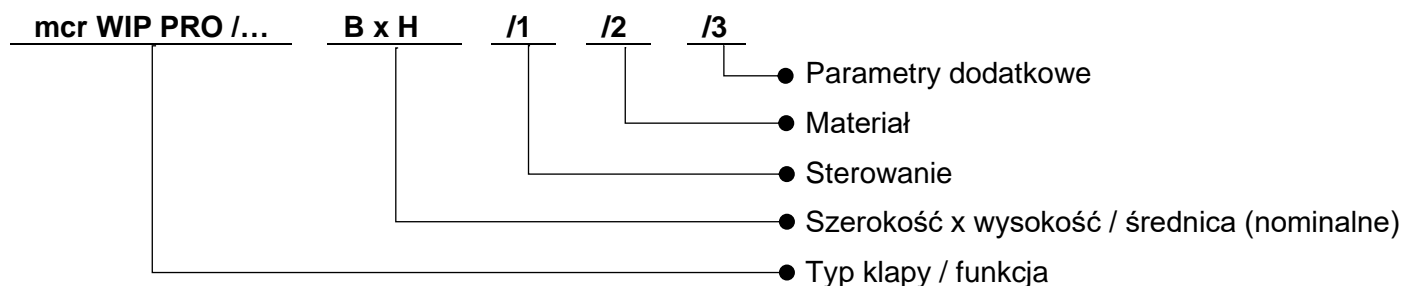 mcr WIP PRO /… B x H /1 /2 /3
Parametry dodatkowe
Materiał
Sterowanie
Szerokość x wysokość / średnica (nominalne)
Typ klapy / funkcja